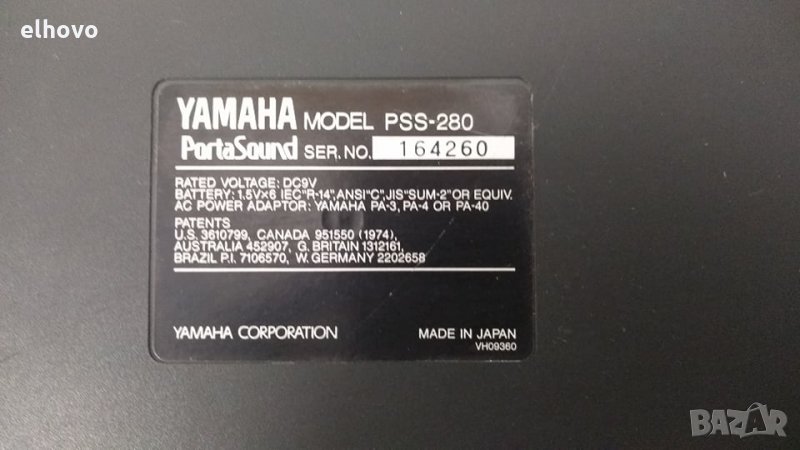 elhovo
YAMAHA MODEL PSS-280
PortaSound SER. NO. 164260
RATED VOLTAGE: DC9V
BATTERY: 1.5V×6 IEC"R-14",ANSI"C",JIS"SUM-2"OR EQUIV.
AC POWER ADAPTOR: YAMAHA PA-3, PA-4 OR PA-40
PATENTS
U.S. 3610799, CANADA 951550 (1974),
AUSTRALIA 452907, G. BRITAIN 1312161,
BRAZIL P.I. 7106570, W. GERMANY 2202658
YAMAHA CORPORATION MADE IN JAPAN
VH09360
BAZAR